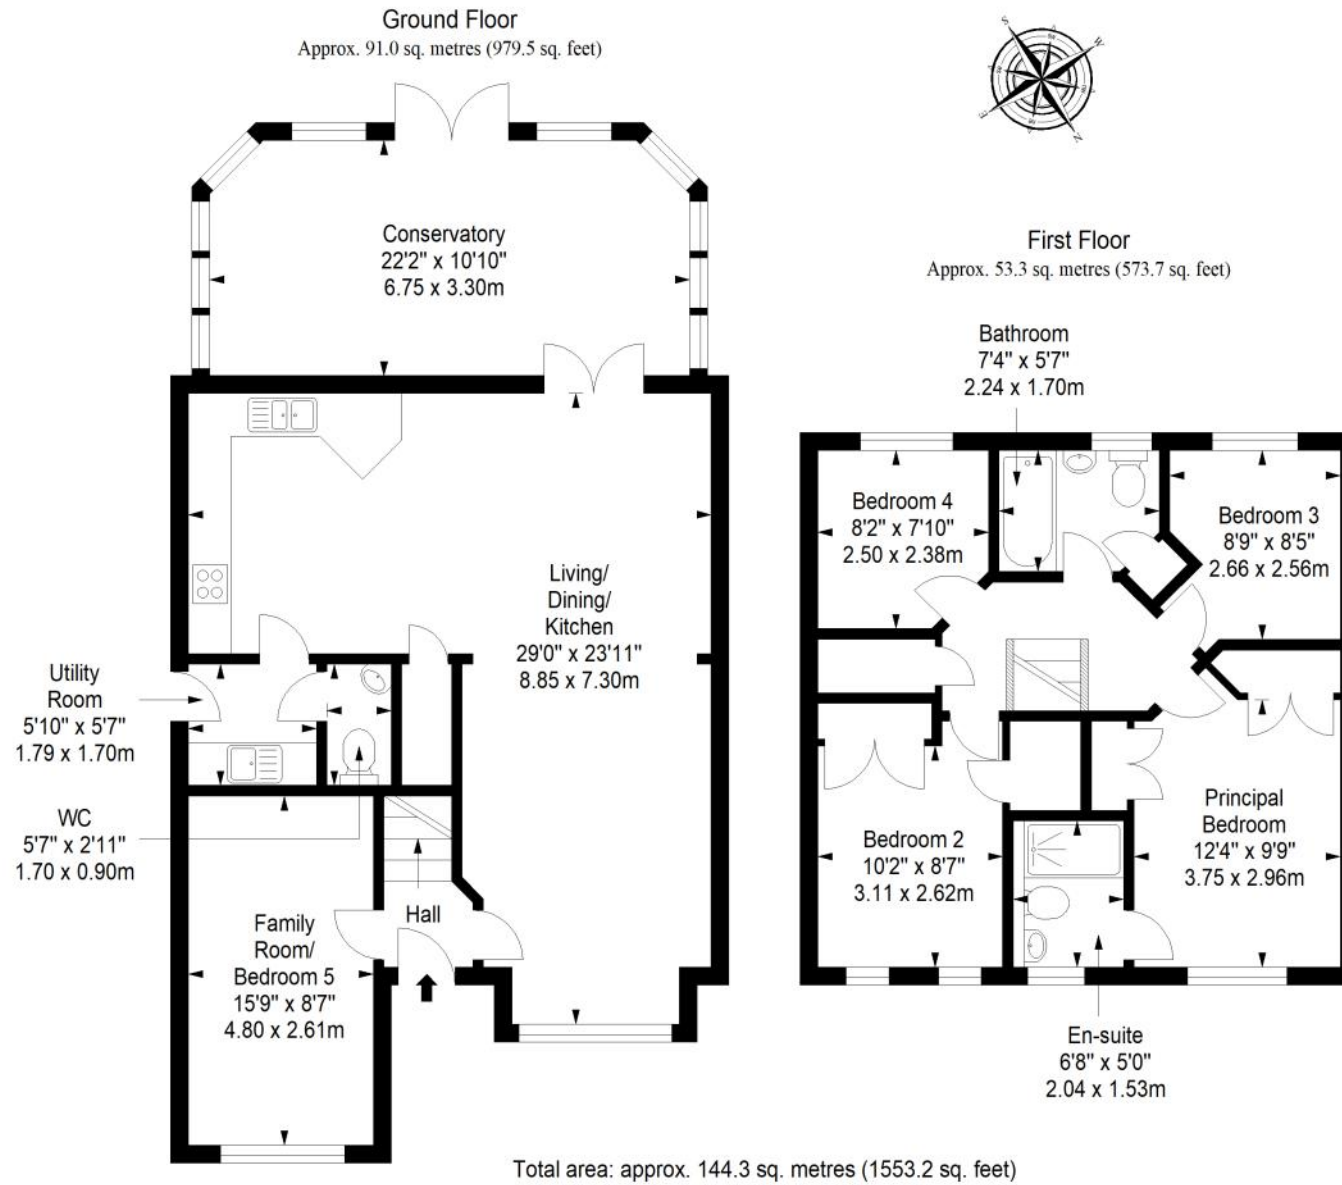 Ground Floor
Approx. 91.0 sq. metres (979.5 sq. feet)
S
W
E
N
Conservatory
22'2" x 10'10"
6.75 x 3.30m
First Floor
Approx. 53.3 sq. metres (573.7 sq. feet)
Bathroom
7'4" x 5'7"
2.24 x 1.70m
Bedroom 4
8'2" x 7'10"
2.50 x 2.38m
Bedroom 3
8'9" x 8'5"
2.66 x 2.56m
Living/
Dining/
Kitchen
29'0" x 23'11"
8.85 x 7.30m
Utility
Room
5'10" x 5'7"
1.79 x 1.70m
WC
5'7" x 2'11"
1.70 x 0.90m
Principal
Bedroom
12'4" x 9'9"
3.75 x 2.96m
Bedroom 2
10'2" x 8'7"
3.11 x 2.62m
Hall
Family
Room/
Bedroom 5
15'9" x 8'7"
4.80 x 2.61m
En-suite
6'8" x 5'0"
2.04 x 1.53m
Total area: approx. 144.3 sq. metres (1553.2 sq. feet)